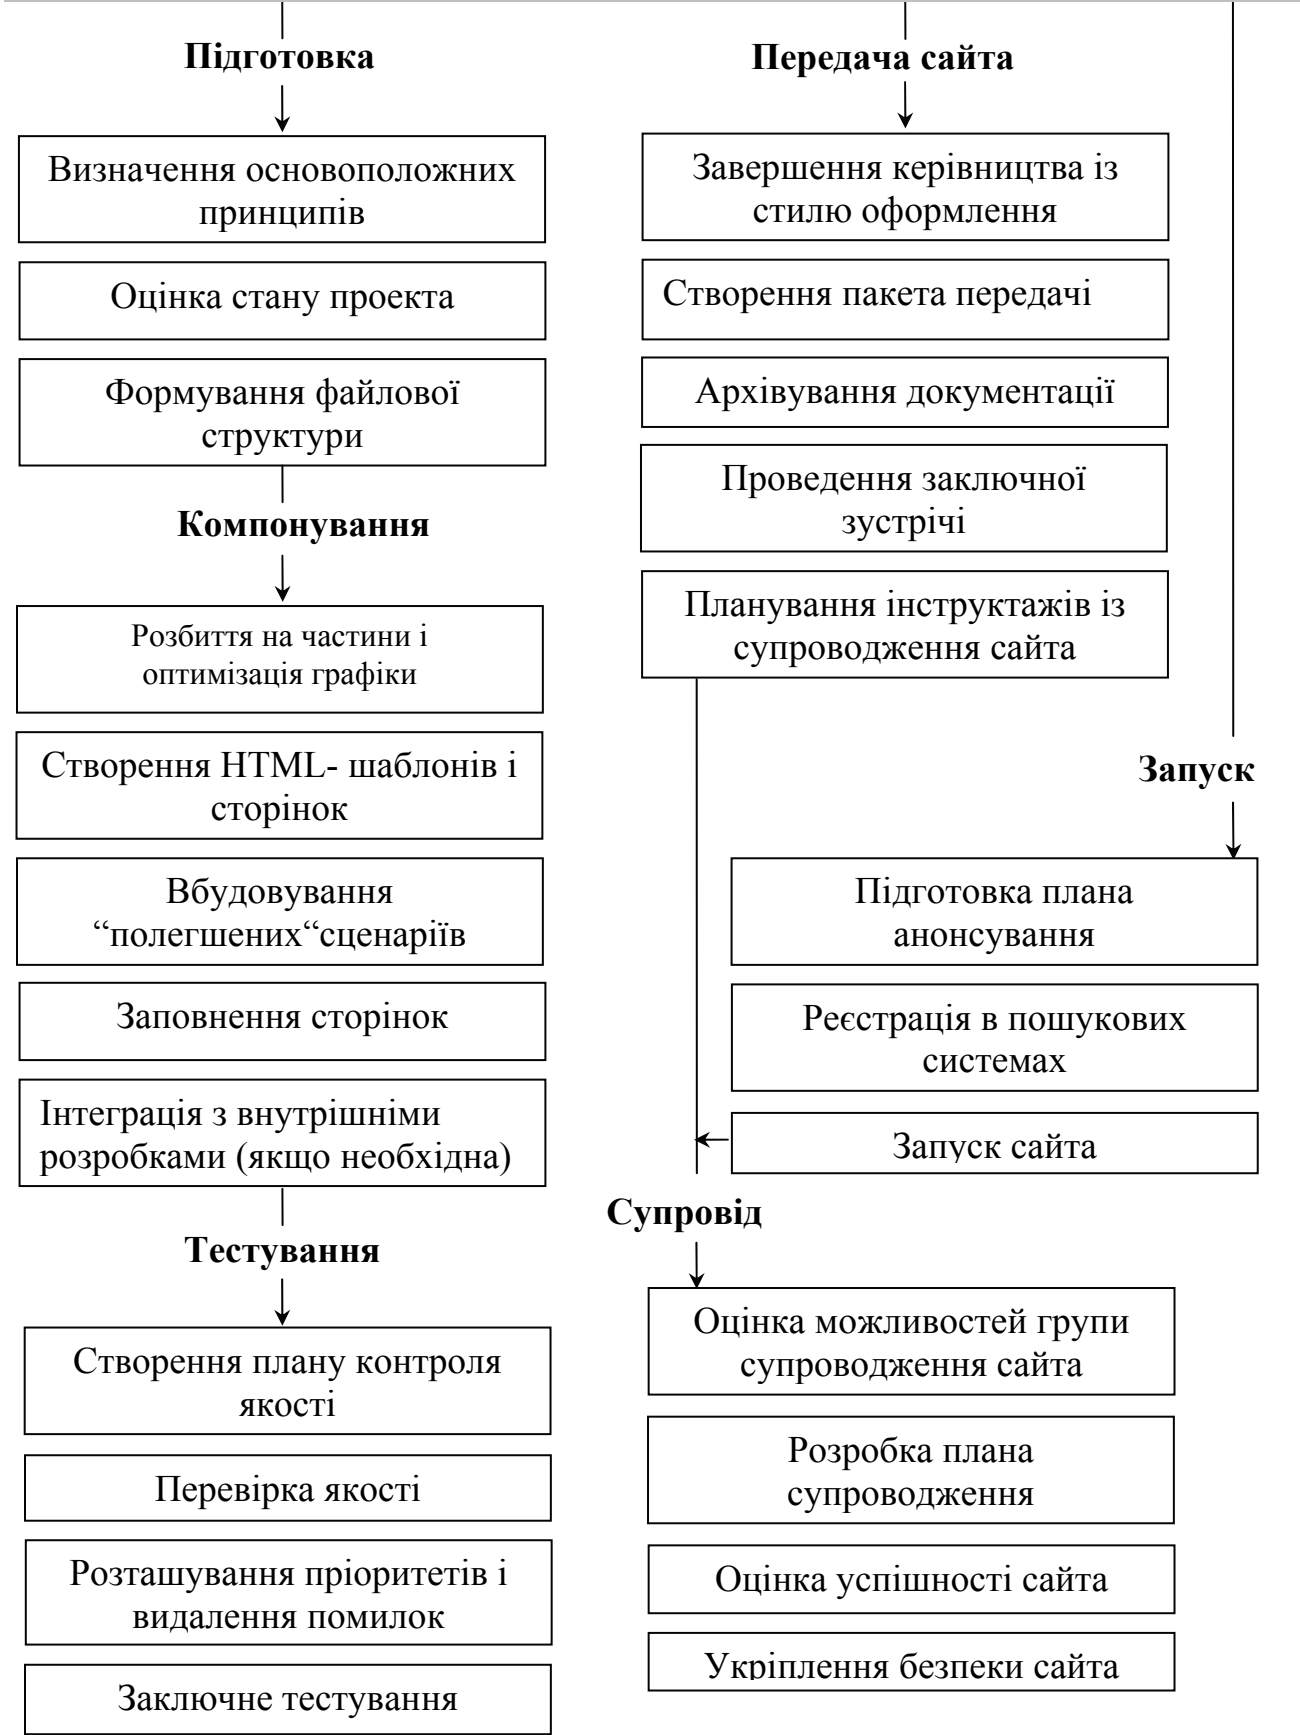 Підготовка
Визначення основоположних
принципів
Оцінка стану проекта
Формування файлової
структури
Компонування
Розбиття на частини і
оптимізація графіки
Створення HTML- шаблонів і
сторінок
Вбудовування
“полегшених“сценаріїв
Заповнення сторінок
Інтеграція з внутрішніми
розробками (якщо необхідна)
Тестування
Створення плану контроля
якості
Перевірка якості
Розташування пріоритетів і
видалення помилок
Заключне тестування
Передача сайта
Завершення керівництва із
стилю оформлення
Створення пакета передачі
Архівування документації
Проведення заключної
зустрічі
Планування інструктажів із
супроводження сайта
Запуск
Підготовка плана
анонсування
Реєстрація в пошукових
системах
Запуск сайта
Супровід
Оцінка можливостей групи
супроводження сайта
Розробка плана
супроводження
Оцінка успішності сайта
Укріплення безпеки сайта